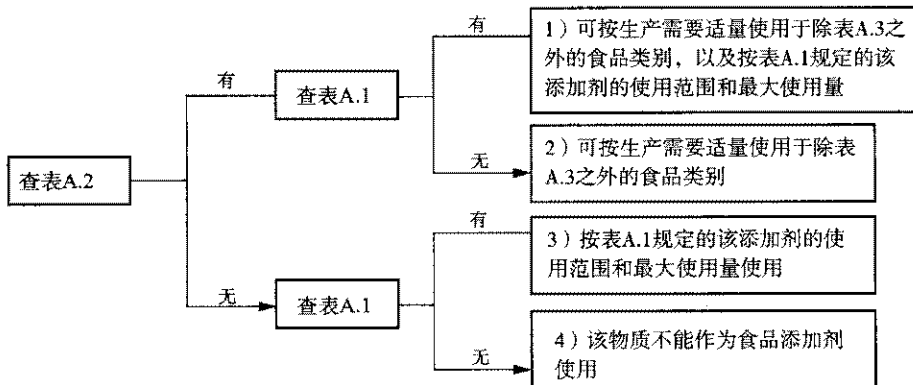 有
1）可按生产需要适量使用于除表A.3之
外的食品类别，以及按表A.1规定的该
添加剂的使用范围和最大使用量
有
查表A.1
无
2）可按生产需要适量使用于除表
A.3之外的食品类别
查表A.2
有
3）按表A.1规定的该添加剂的使
用范围和最大使用量使用
无
查表A.1
无
4）该物质不能作为食品添加剂
使用